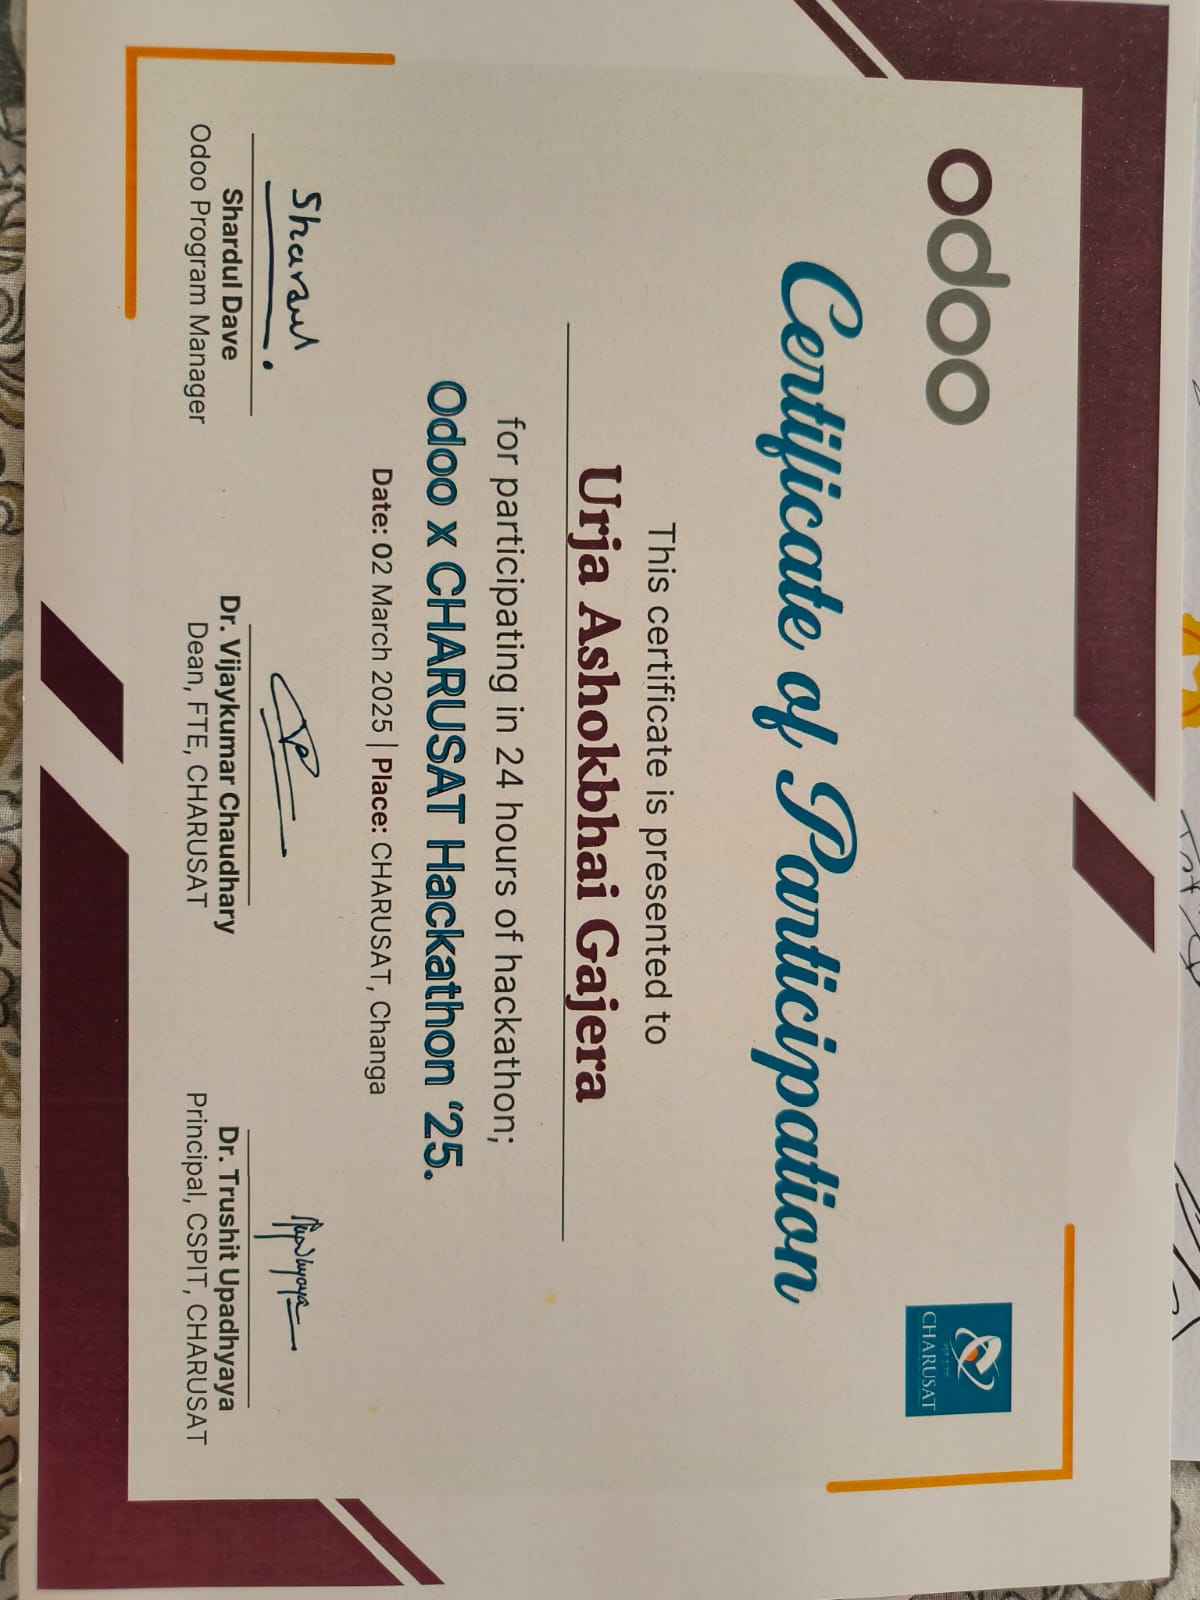 odoo
CHARUSAT
Certificate of Participation
This certificate is presented to
Urja Ashokbhai Gajera
for participating in 24 hours of hackathon;
Odoo x CHARUSAT Hackathon ‘25.
Date: 02 March 2025 | Place: CHARUSAT, Changa
Shardul
Shardul Dave
Odoo Program Manager
Dr. Vijaykumar Chaudhary
Dean, FTE, CHARUSAT
Dr. Trushit Upadhyaya
Principal, CSPIT, CHARUSAT